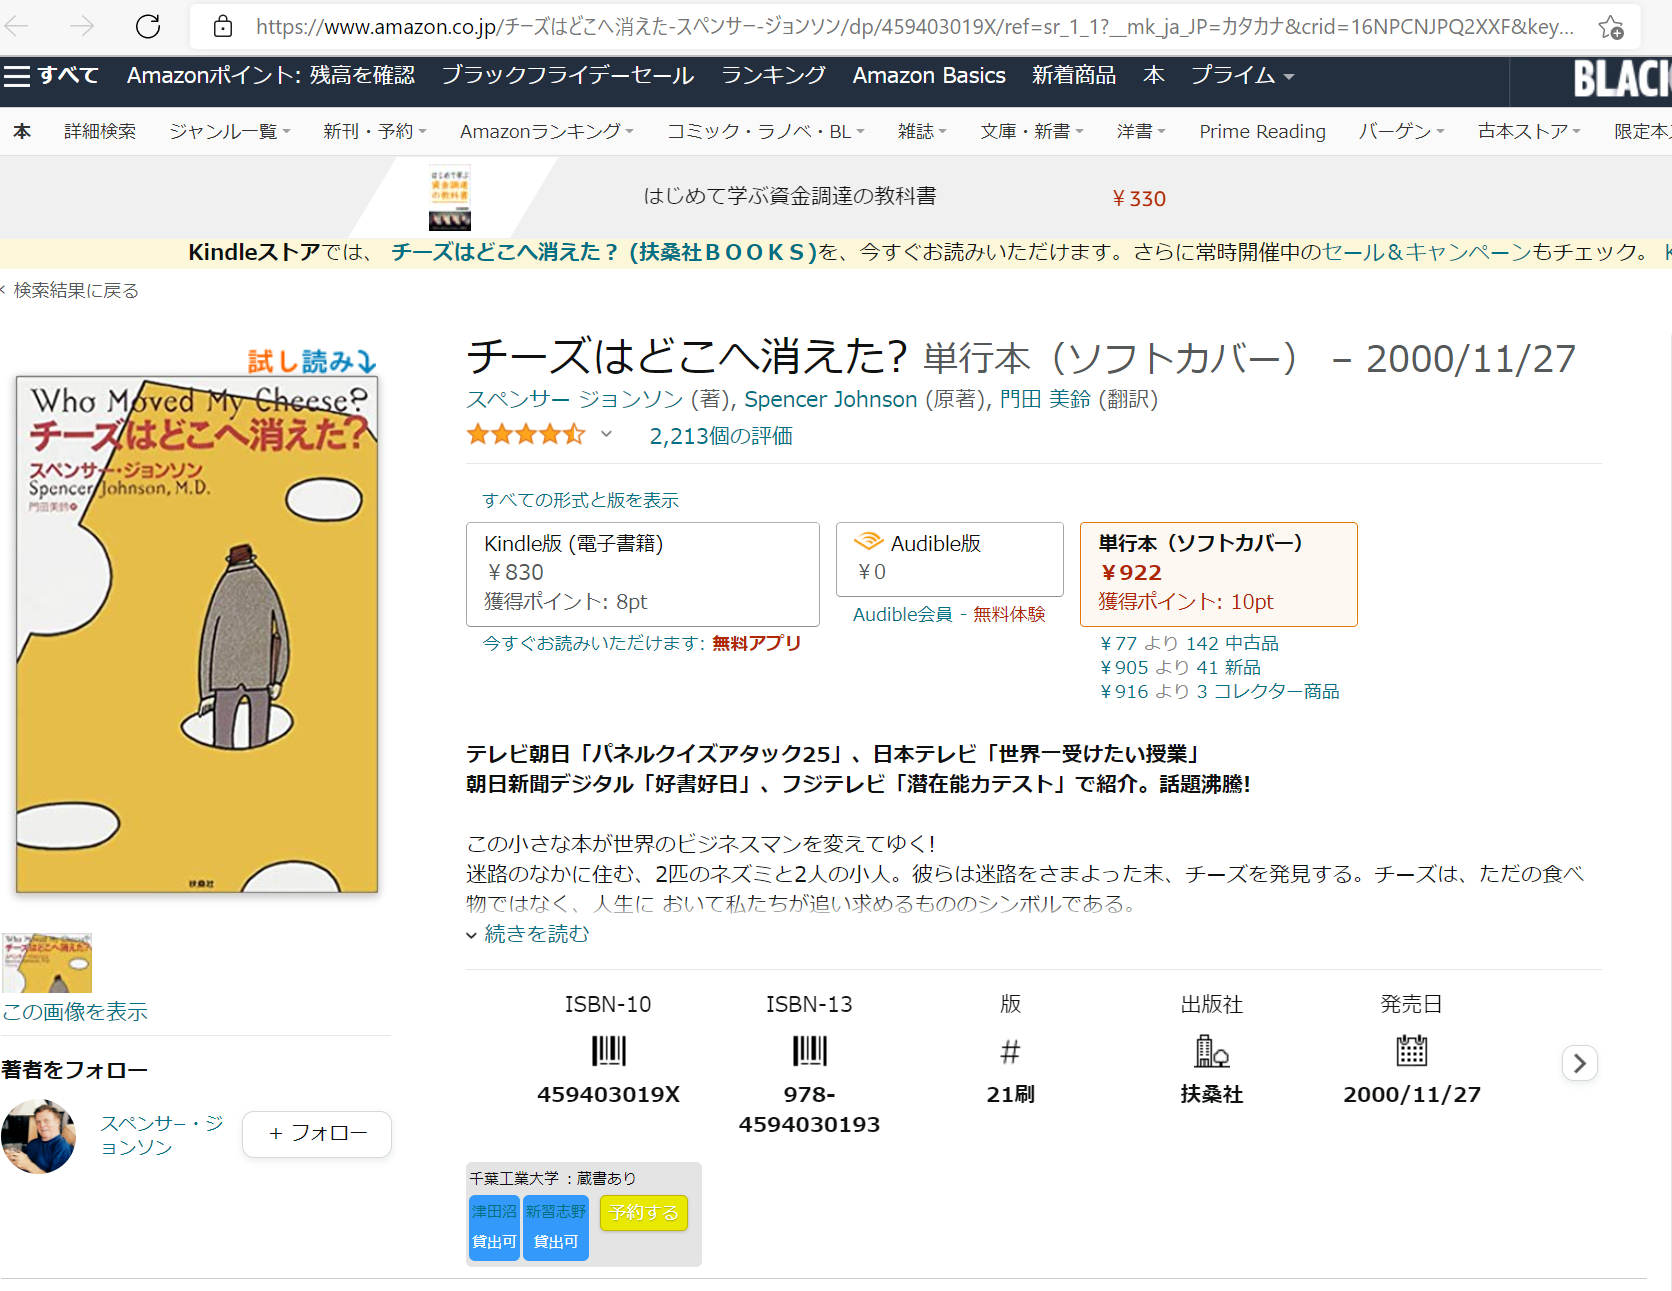 https://www.amazon.co.jp/チーズはどこへ消えた-スペンサー-ジョンソン/dp/459403019X/ref=sr_1_1?__mk_ja_JP=カタカナ&crid=16NPCNJPQ2XXF&key...
すべて Amazonポイント: 残高を確認 ブラックフライデーセール ランキング Amazon Basics 新着商品 本 プライム BLACK
本 詳細検索 ジャンル一覧 新刊・予約 Amazonランキング コミック・ラノベ・BL 雑誌 文庫・新書 洋書 Prime Reading バーゲン 古本ストア 限定本
はじめて学ぶ
資金調達
の教科書
はじめて学ぶ資金調達の教科書 ￥330
Kindleストアでは、 チーズはどこへ消えた？ (扶桑社ＢＯＯＫＳ)を、今すぐお読みいただけます。さらに常時開催中のセール＆キャンペーンもチェック。 K
‹ 検索結果に戻る
試し読み
Who Moved My Cheese?
チーズはどこへ消えた?
スペンサー・ジョンソン
Spencer Johnson, M.D.
門田美鈴
扶桑社
チーズはどこへ消えた? 単行本（ソフトカバー） – 2000/11/27
スペンサー ジョンソン (著), Spencer Johnson (原著), 門田 美鈴 (翻訳)
2,213個の評価
すべての形式と版を表示
Kindle版 (電子書籍)
￥830
獲得ポイント: 8pt
今すぐお読みいただけます: 無料アプリ
Audible版
￥0
Audible会員 - 無料体験
単行本（ソフトカバー）
￥922
獲得ポイント: 10pt
￥77 より 142 中古品
￥905 より 41 新品
￥916 より 3 コレクター商品
テレビ朝日「パネルクイズアタック25」、日本テレビ「世界一受けたい授業」
朝日新聞デジタル「好書好日」、フジテレビ「潜在能力テスト」で紹介。話題沸騰!
この小さな本が世界のビジネスマンを変えてゆく!
迷路のなかに住む、2匹のネズミと2人の小人。彼らは迷路をさまよった末、チーズを発見する。チーズは、ただの食べ
物ではなく、人生に おいて私たちが追い求めるもののシンボルである。
続きを読む
Who Moved My Cheese?
チーズはどこへ消えた?
この画像を表示
著者をフォロー
スペンサー・ジ
ョンソン
+ フォロー
ISBN-10 ISBN-13 版 出版社 発売日
#
459403019X 978- 21刷 扶桑社 2000/11/27
4594030193
千葉工業大学 : 蔵書あり
津田沼 新習志野 予約する
貸出可 貸出可